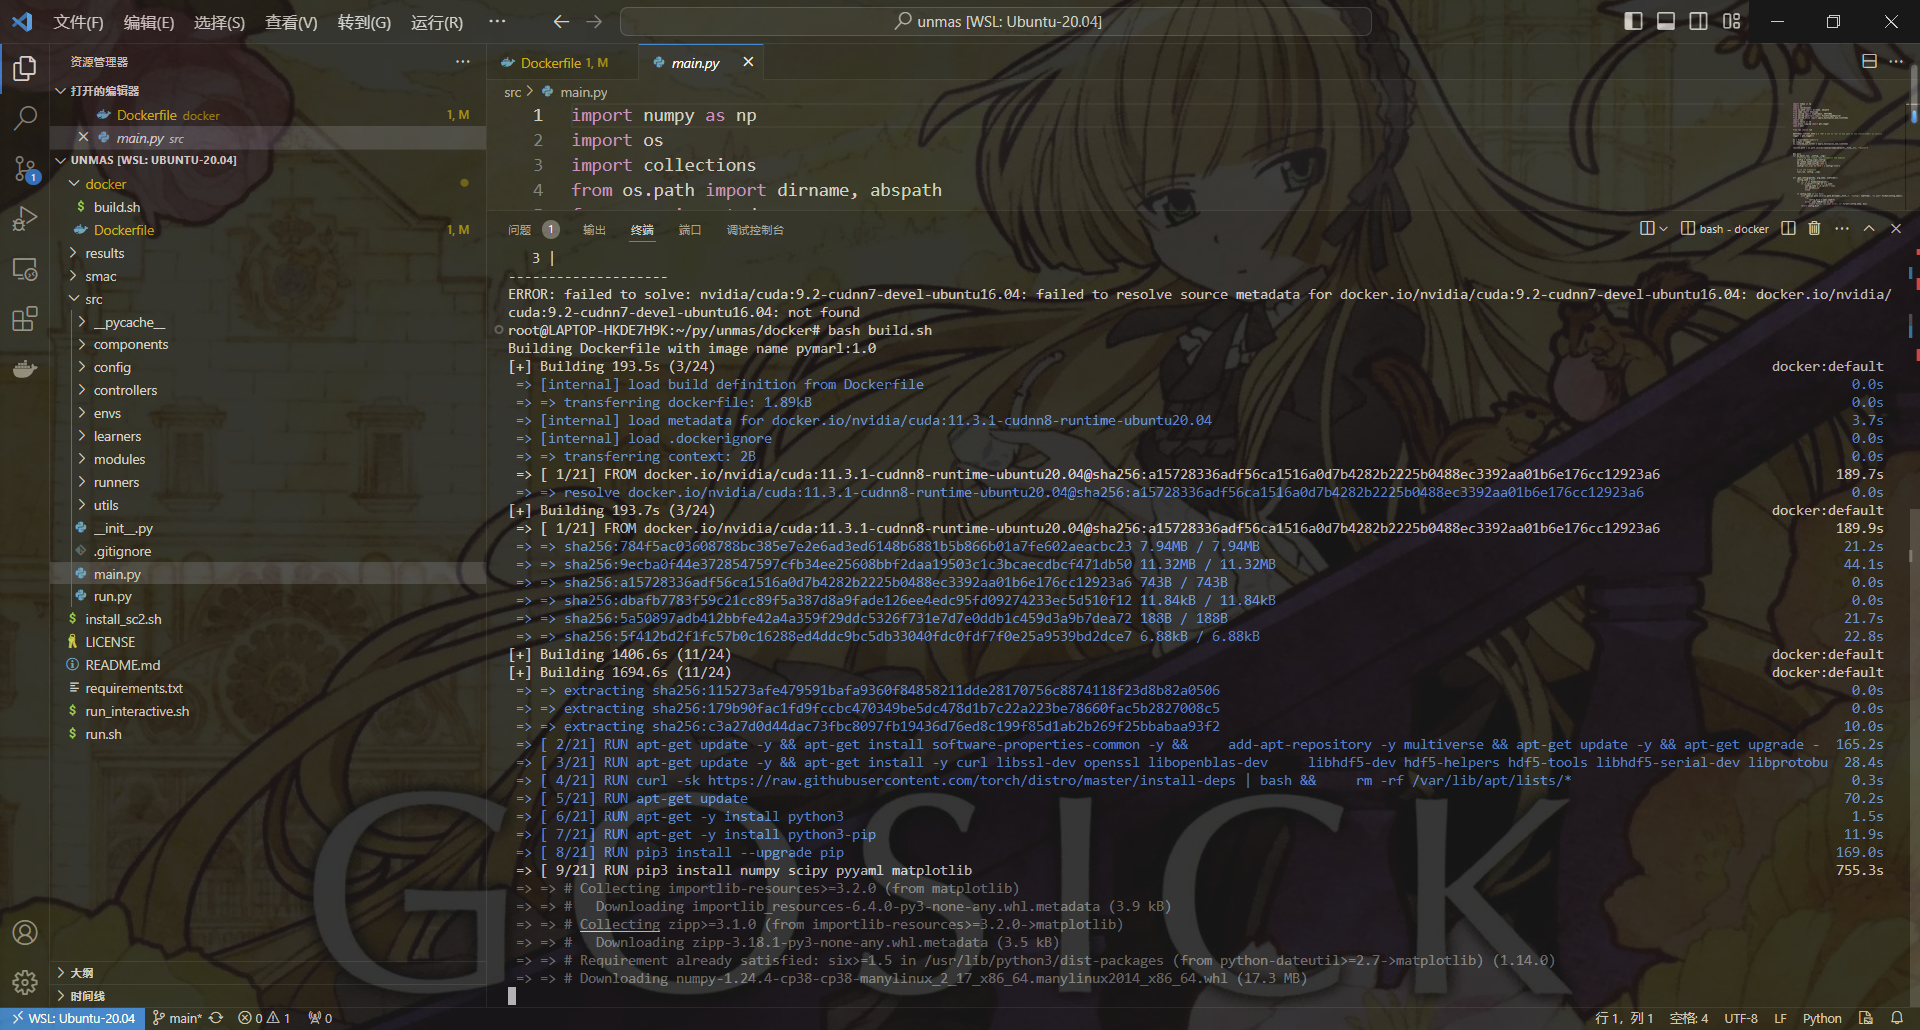 文件(F) 编辑(E) 选择(S) 查看(V) 转到(G) 运行(R) ··· unmas [WSL: Ubuntu-20.04]
资源管理器 ···
打开的编辑器
Dockerfile docker 1, M
main.py src
UNMAS [WSL: UBUNTU-20.04]
docker
build.sh
Dockerfile 1, M
results
smac
src
__pycache__
components
config
controllers
envs
learners
modules
runners
utils
__init__.py
.gitignore
main.py
run.py
install_sc2.sh
LICENSE
README.md
requirements.txt
run_interactive.sh
run.sh
大纲
时间线
Dockerfile 1, M main.py
src > main.py
1 import numpy as np
2 import os
3 import collections
4 from os.path import dirname, abspath
问题 1 输出 终端 端口 调试控制台 bash - docker ···
3 |
--------------------
ERROR: failed to solve: nvidia/cuda:9.2-cudnn7-devel-ubuntu16.04: failed to resolve source metadata for docker.io/nvidia/cuda:9.2-cudnn7-devel-ubuntu16.04: docker.io/nvidia/
cuda:9.2-cudnn7-devel-ubuntu16.04: not found
root@LAPTOP-HKDE7H9K:~/py/unmas/docker# bash build.sh
Building Dockerfile with image name pymarl:1.0
[+] Building 193.5s (3/24) docker:default
=> [internal] load build definition from Dockerfile 0.0s
=> => transferring dockerfile: 1.89kB 0.0s
=> [internal] load metadata for docker.io/nvidia/cuda:11.3.1-cudnn8-runtime-ubuntu20.04 3.7s
=> [internal] load .dockerignore 0.0s
=> => transferring context: 2B 0.0s
=> [ 1/21] FROM docker.io/nvidia/cuda:11.3.1-cudnn8-runtime-ubuntu20.04@sha256:a15728336adf56ca1516a0d7b4282b2225b0488ec3392aa01b6e176cc12923a6 189.7s
=> => resolve docker.io/nvidia/cuda:11.3.1-cudnn8-runtime-ubuntu20.04@sha256:a15728336adf56ca1516a0d7b4282b2225b0488ec3392aa01b6e176cc12923a6 0.0s
[+] Building 193.7s (3/24) docker:default
=> [ 1/21] FROM docker.io/nvidia/cuda:11.3.1-cudnn8-runtime-ubuntu20.04@sha256:a15728336adf56ca1516a0d7b4282b2225b0488ec3392aa01b6e176cc12923a6 189.9s
=> => sha256:784f5ac03608788bc385e7e2e6ad3ed6148b6881b5b866b01a7fe602aeacbc23 7.94MB / 7.94MB 21.2s
=> => sha256:9ecba0f44e3728547597cfb34ee25608bbf2daa19503c1c3bcaecdbcf471db50 11.32MB / 11.32MB 44.1s
=> => sha256:a15728336adf56ca1516a0d7b4282b2225b0488ec3392aa01b6e176cc12923a6 743B / 743B 0.0s
=> => sha256:dbafb7783f59c21cc89f5a387d8a9fade126ee4edc95fd09274233ec5d510f12 11.84kB / 11.84kB 0.0s
=> => sha256:5a50897adb412bbfe42a4a359f29ddc5326f731e7d7e0ddb1c459d3a9b7dea72 188B / 188B 21.7s
=> => sha256:5f412bd2f1fc57b0c16288ed4ddc9bc5db33040fdc0fdf7f0e25a9539bd2dce7 6.88kB / 6.88kB 22.8s
[+] Building 1406.6s (11/24) docker:default
[+] Building 1694.6s (11/24) docker:default
=> => extracting sha256:115273afe479591bafa9360f84858211dde28170756c8874118f23d8b82a0506 0.0s
=> => extracting sha256:179b90fac1fd9fccbc470349be5dc478d1b7c22a223be78660fac5b2827008c5 0.0s
=> => extracting sha256:c3a27d0d44dac73fbc8097fb19436d76ed8c199f85d1ab2b269f25bbabaa93f2 10.0s
=> [ 2/21] RUN apt-get update -y && apt-get install software-properties-common -y && add-apt-repository -y multiverse && apt-get update -y && apt-get upgrade - 165.2s
=> [ 3/21] RUN apt-get update -y && apt-get install -y curl libssl-dev openssl libopenblas-dev libhdf5-dev hdf5-helpers hdf5-tools libhdf5-serial-dev libprotobu 28.4s
=> [ 4/21] RUN curl -sk https://raw.githubusercontent.com/torch/distro/master/install-deps | bash && rm -rf /var/lib/apt/lists/* 0.3s
=> [ 5/21] RUN apt-get update 70.2s
=> [ 6/21] RUN apt-get -y install python3 1.5s
=> [ 7/21] RUN apt-get -y install python3-pip 11.9s
=> [ 8/21] RUN pip3 install --upgrade pip 169.0s
=> [ 9/21] RUN pip3 install numpy scipy pyyaml matplotlib 755.3s
=> => # Collecting importlib-resources>=3.2.0 (from matplotlib)
=> => # Downloading importlib_resources-6.4.0-py3-none-any.whl.metadata (3.9 kB)
=> => # Collecting zipp>=3.1.0 (from importlib-resources>=3.2.0->matplotlib)
=> => # Downloading zipp-3.18.1-py3-none-any.whl.metadata (3.5 kB)
=> => # Requirement already satisfied: six>=1.5 in /usr/lib/python3/dist-packages (from python-dateutil>=2.7->matplotlib) (1.14.0)
=> => # Downloading numpy-1.24.4-cp38-cp38-manylinux_2_17_x86_64.manylinux2014_x86_64.whl (17.3 MB)
GOSICK
WSL: Ubuntu-20.04 main* 0 1 0 行 1, 列 1 空格: 4 UTF-8 LF Python